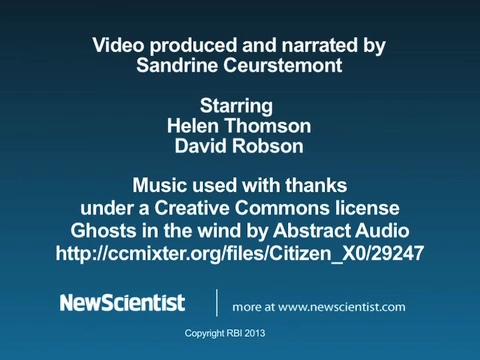 Video produced and narrated by
Sandrine Ceurstemont
Starring
Helen Thomson
David Robson
Music used with thanks
under a Creative Commons license
Ghosts in the wind by Abstract Audio
http://ccmixter.org/files/Citizen_X0/29247
NewScientist | more at www.newscientist.com
Copyright RBI 2013